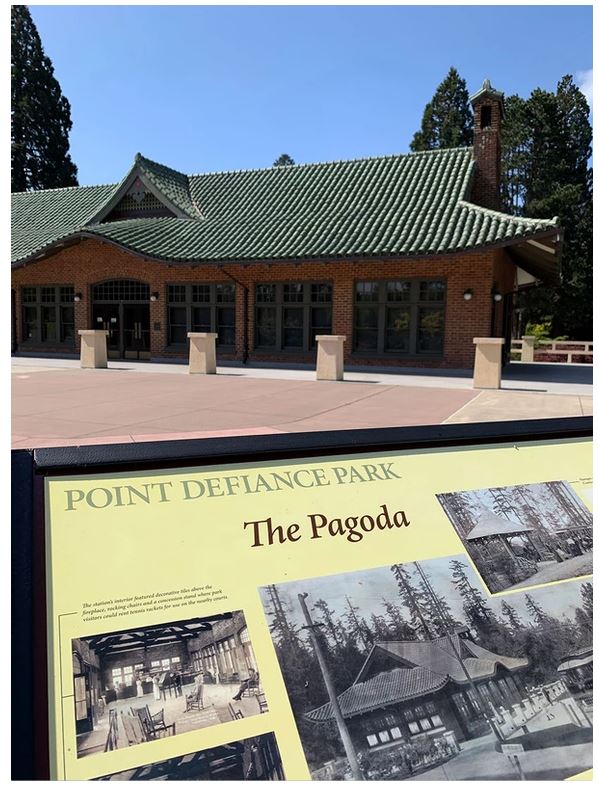 POINT DEFIANCE PARK
The Pagoda
The station's interior featured decorative tiles above the
fireplace, rocking chairs and a concession stand where park
visitors could rent tennis rackets for use on the nearby courts.